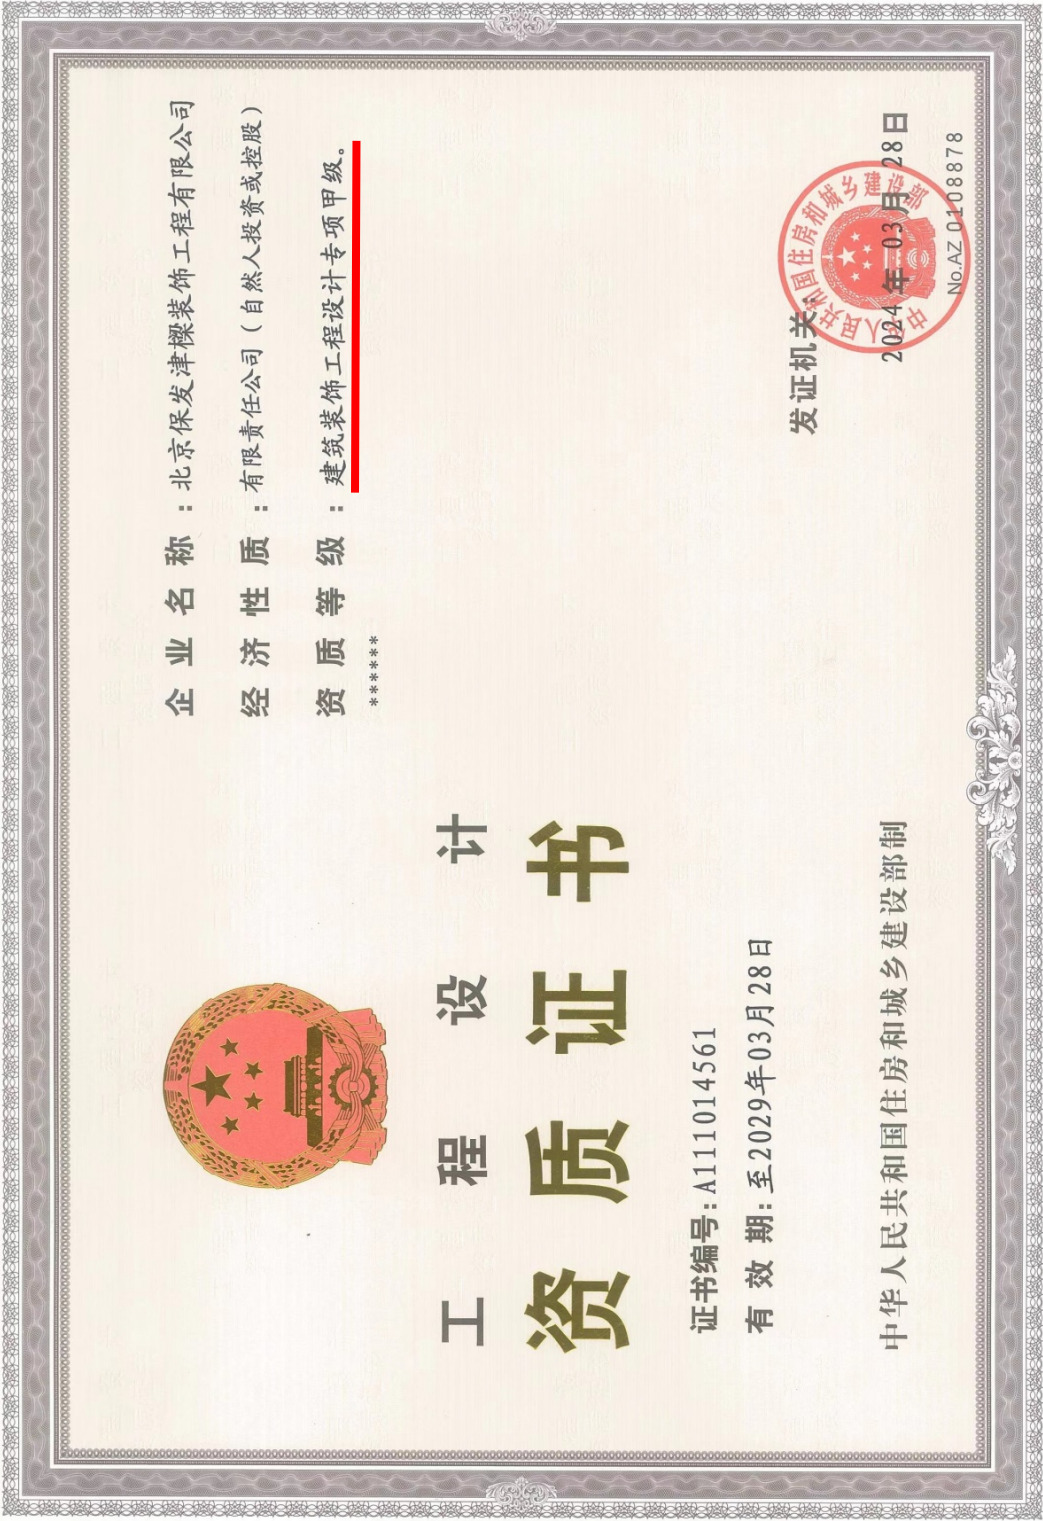 工程设计
资质证书
证书编号：A111014561
有效期：至2029年03月28日
中华人民共和国住房和城乡建设部制
企业名称：北京保发津樑装饰工程有限公司
经济性质：有限责任公司（自然人投资或控股）
资质等级：建筑装饰工程设计专项甲级。
******
发证机关：
中华人民共和国住房和城乡建设部
2024年03月28日
No.AZ 0108878